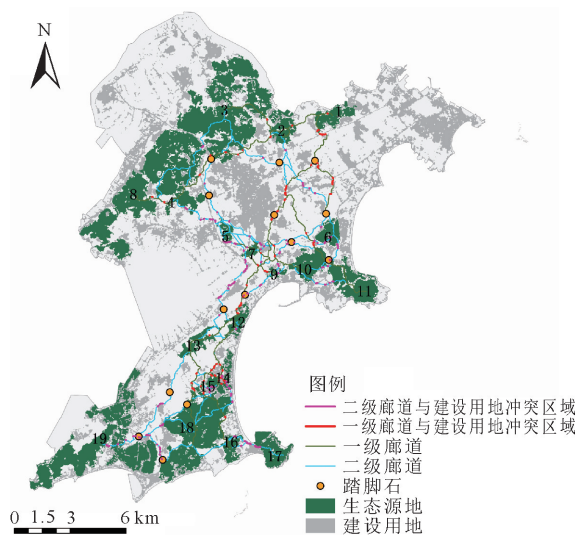 N
3
1
2
8
4
5
6
7
9
10
11
12
13
14
15
18
19
16
17
图例
二级廊道与建设用地冲突区域
一级廊道与建设用地冲突区域
一级廊道
二级廊道
踏脚石
生态源地
建设用地
0 1.5 3 6 km